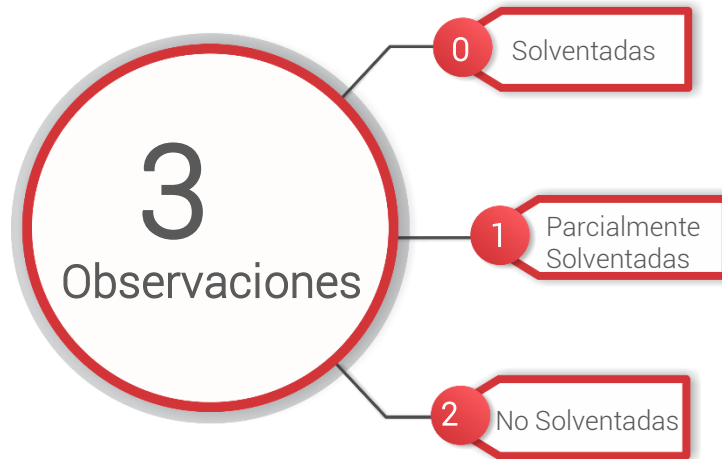 3
Observaciones
0
Solventadas
1
Parcialmente
Solventadas
2
No Solventadas